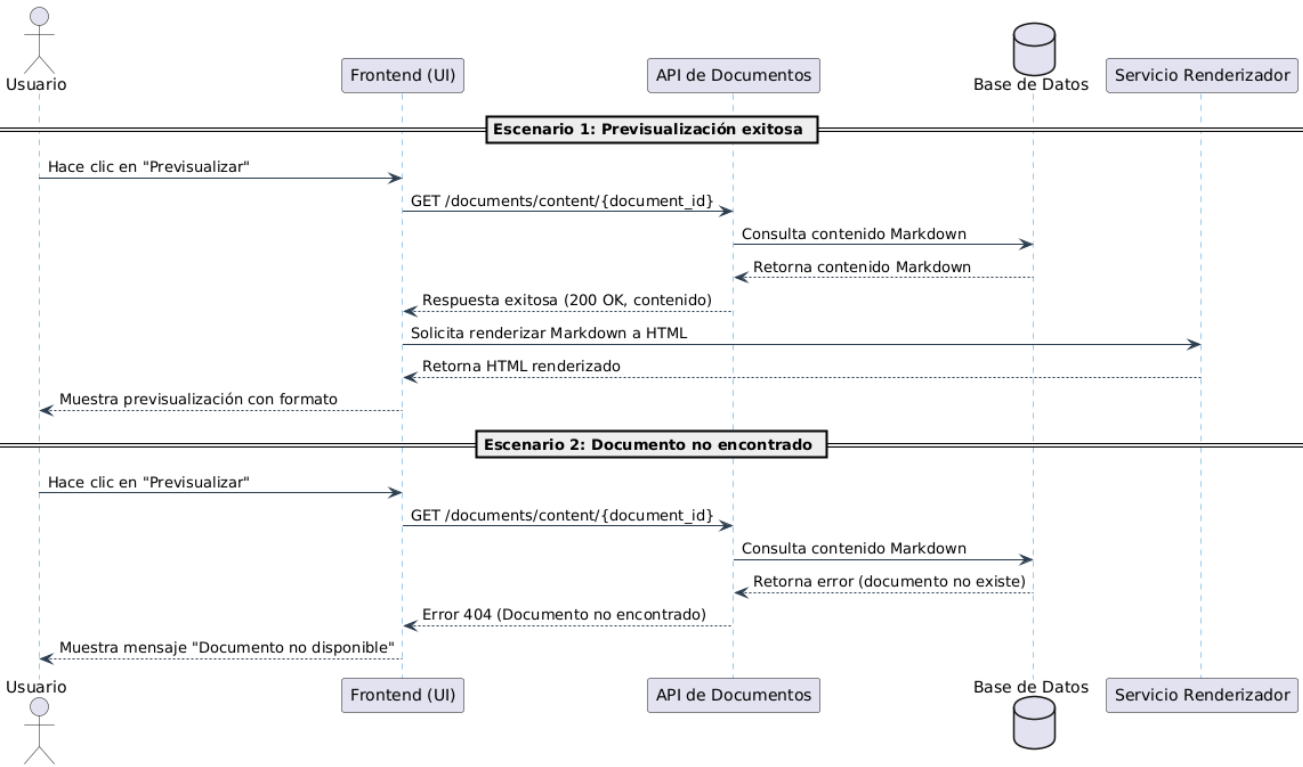 Usuario
Frontend (UI)
API de Documentos
Base de Datos
Servicio Renderizador
Escenario 1: Previsualización exitosa
Hace clic en "Previsualizar"
GET /documents/content/{document_id}
Consulta contenido Markdown
Retorna contenido Markdown
Respuesta exitosa (200 OK, contenido)
Solicita renderizar Markdown a HTML
Retorna HTML renderizado
Muestra previsualización con formato
Escenario 2: Documento no encontrado
Hace clic en "Previsualizar"
GET /documents/content/{document_id}
Consulta contenido Markdown
Retorna error (documento no existe)
Error 404 (Documento no encontrado)
Muestra mensaje "Documento no disponible"
Usuario
Frontend (UI)
API de Documentos
Base de Datos
Servicio Renderizador